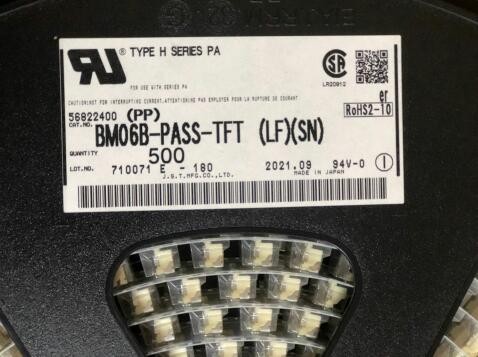 TYPE H SERIES PA
FOR USE WITH SERIES PA
LR20812
CAUTION:NOT FOR INTERRUPTING CURRENT.ATTENTION:NE PAS EMPLOYER POUR LA RUPTURE DE COURANT
er
RoHS2-10
56822400 (PP)
CAT.NO. BM06B-PASS-TFT (LF)(SN)
QUANTITY 500
LOT.NO. 710071 E - 180 2021.09 94V-0 I
J.S.T.MFG.CO.,LTD. MADE IN JAPAN